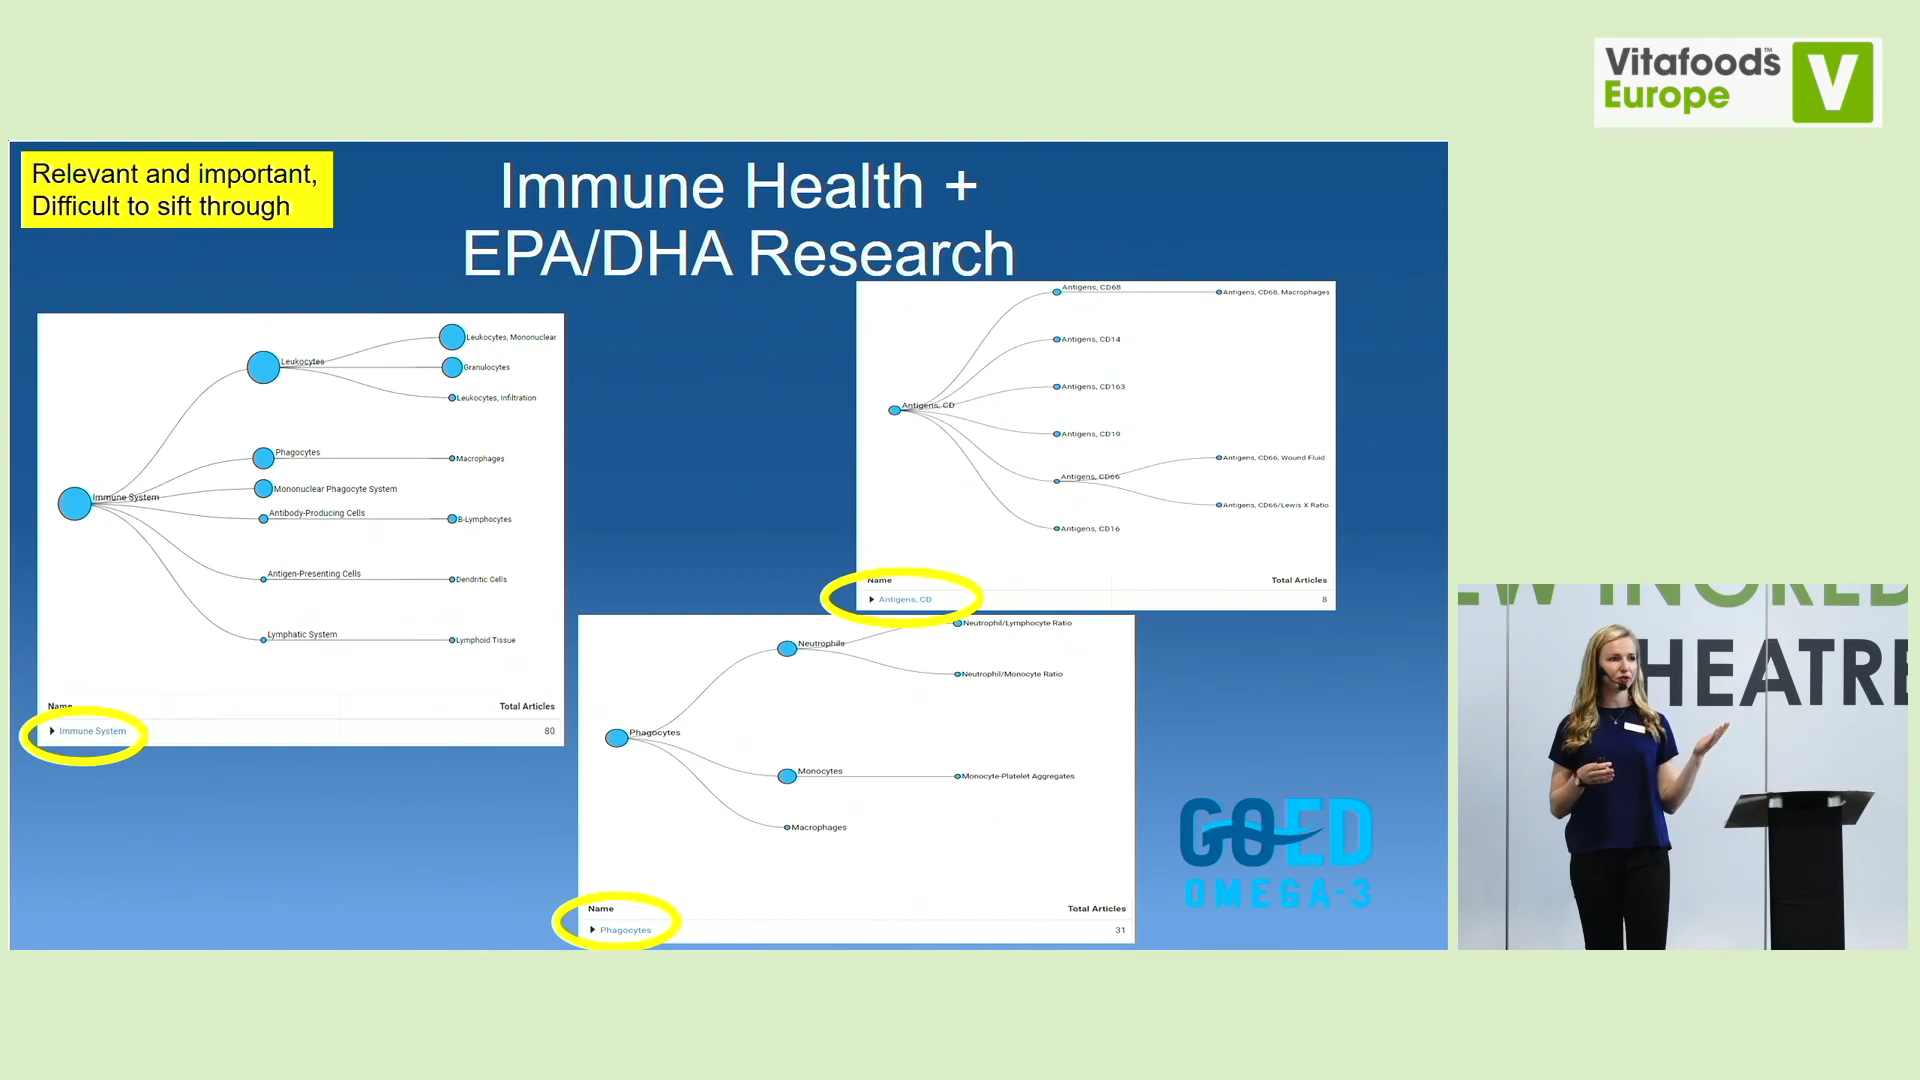 Vitafoods™
Europe
V
Relevant and important,
Difficult to sift through
Immune Health +
EPA/DHA Research
Immune System
Leukocytes
Leukocytes, Mononuclear
Granulocytes
Leukocytes, Infiltration
Phagocytes
Macrophages
Mononuclear Phagocyte System
Antibody-Producing Cells
B-Lymphocytes
Antigen-Presenting Cells
Dendritic Cells
Lymphatic System
Lymphoid Tissue
Name Total Articles
Immune System 80
Antigens, CD
Antigens, CD68
Antigens, CD68, Macrophages
Antigens, CD14
Antigens, CD163
Antigens, CD19
Antigens, CD66
Antigens, CD66, Wound Fluid
Antigens, CD66/Lewis X Ratio
Antigens, CD16
Name Total Articles
Antigens, CD 8
Phagocytes
Neutrophils
Neutrophil/Lymphocyte Ratio
Neutrophil/Monocyte Ratio
Monocytes
Monocyte-Platelet Aggregates
Macrophages
Name Total Articles
Phagocytes 31
GOED
OMEGA-3
EW INGRED
HEATRE